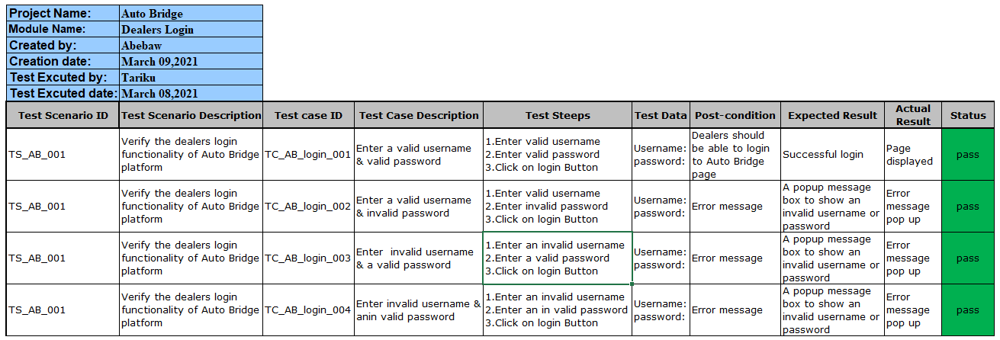 Project Name: Auto Bridge
Module Name: Dealers Login
Created by: Abebaw
Creation date: March 09,2021
Test Excuted by: Tariku
Test Excuted date: March 08,2021
Test Scenario ID Test Scenario Description Test case ID Test Case Description Test Steeps Test Data Post-condition Expected Result Actual Result Status
TS_AB_001
Verify the dealers login
functionality of Auto Bridge
platform
TC_AB_login_001
Enter a valid username
& valid password
1.Enter valid username
2.Enter valid password
3.Click on login Button
Username:
password:
Dealers should
be able to login
to Auto Bridge
page
Successful login
Page
displayed
pass
TS_AB_001
Verify the dealers login
functionality of Auto Bridge
platform
TC_AB_login_002
Enter a valid username
& invalid password
1.Enter valid username
2.Enter invalid password
3.Click on login Button
Username:
password:
Error message
A popup message
box to show an
invalid username or
password
Error
message
pop up
pass
TS_AB_001
Verify the dealers login
functionality of Auto Bridge
platform
TC_AB_login_003
Enter  invalid username
& a valid password
1.Enter an invalid username
2.Enter a valid password
3.Click on login Button
Username:
password:
Error message
A popup message
box to show an
invalid username or
password
Error
message
pop up
pass
TS_AB_001
Verify the dealers login
functionality of Auto Bridge
platform
TC_AB_login_004
Enter invalid username &
anin valid password
1.Enter an invalid username
2.Enter an in valid password
3.Click on login Button
Username:
password:
Error message
A popup message
box to show an
invalid username or
password
Error
message
pop up
pass